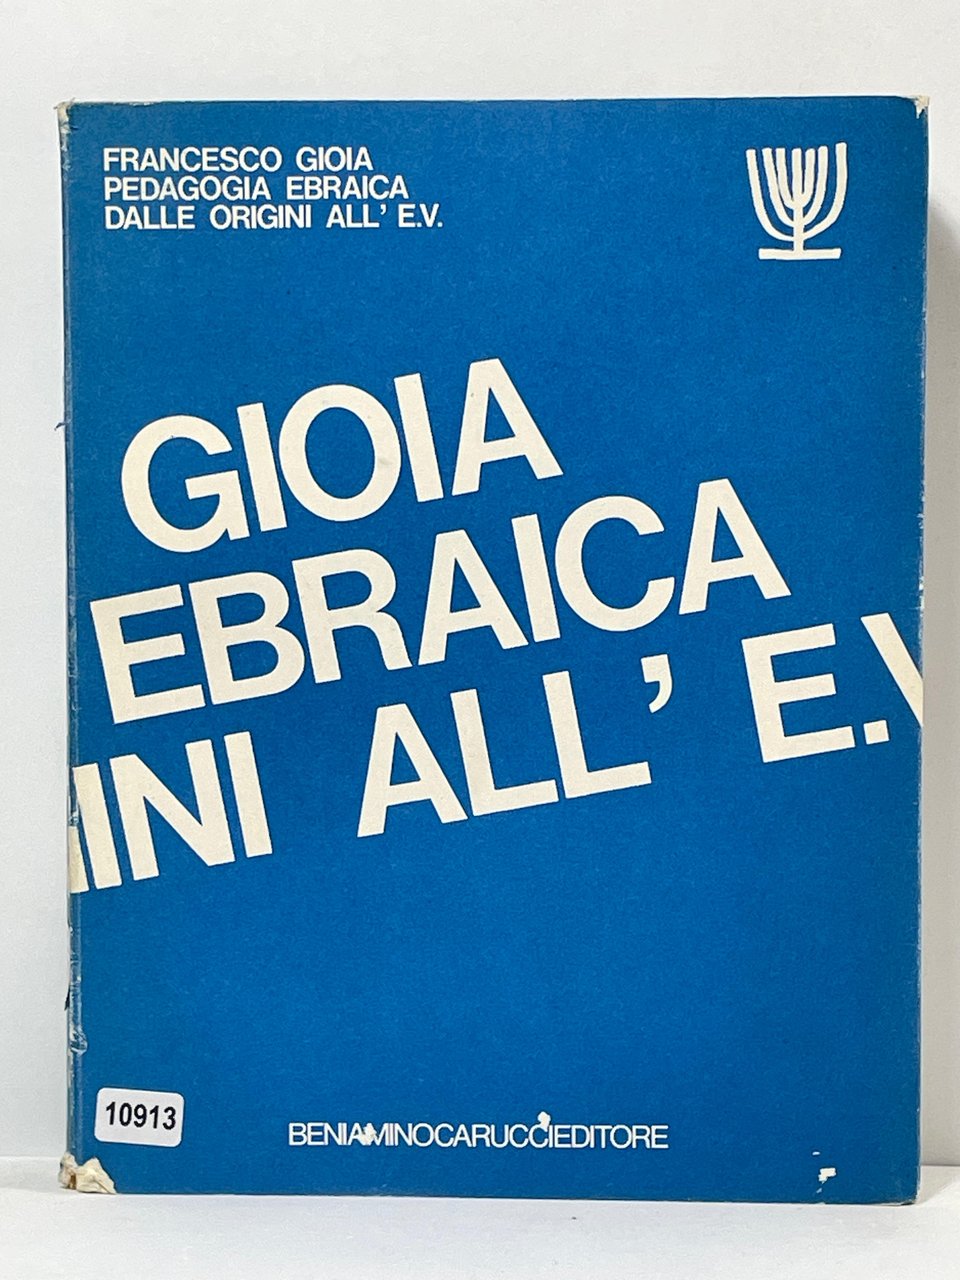 FRANCESCO GIOIA
PEDAGOGIA EBRAICA
DALLE ORIGINI ALL' E.V.
GIOIA
EBRAICA
INI ALL' E.V
10913
BENIAMINOCARUCCIEDITORE